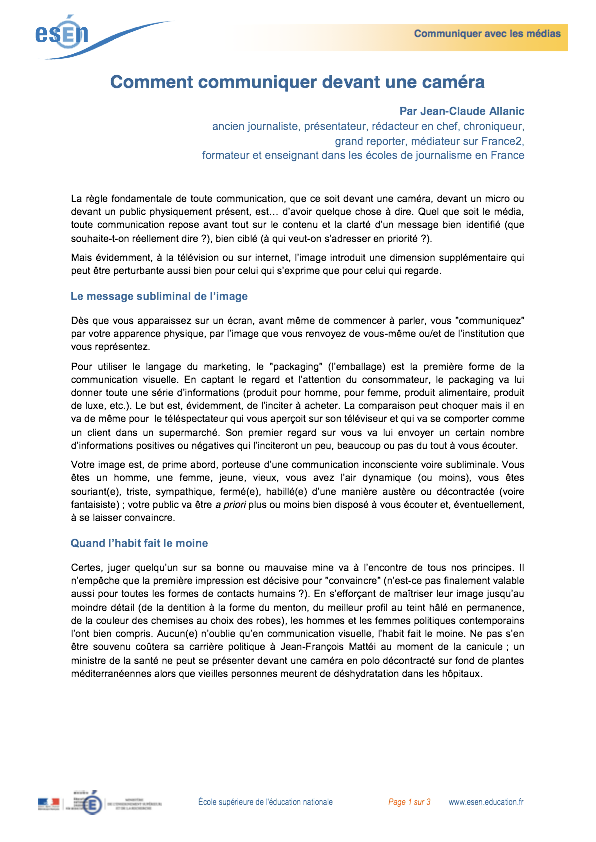 esén
Communiquer avec les médias
Comment communiquer devant une caméra
Par Jean-Claude Allanic
ancien journaliste, présentateur, rédacteur en chef, chroniqueur,
grand reporter, médiateur sur France2,
formateur et enseignant dans les écoles de journalisme en France
La règle fondamentale de toute communication, que ce soit devant une caméra, devant un micro ou
devant un public physiquement présent, est… d'avoir quelque chose à dire. Quel que soit le média,
toute communication repose avant tout sur le contenu et la clarté d'un message bien identifié (que
souhaite-t-on réellement dire ?), bien ciblé (à qui veut-on s'adresser en priorité ?).
Mais évidemment, à la télévision ou sur internet, l'image introduit une dimension supplémentaire qui
peut être perturbante aussi bien pour celui qui s'exprime que pour celui qui regarde.
Le message subliminal de l'image
Dès que vous apparaissez sur un écran, avant même de commencer à parler, vous "communiquez"
par votre apparence physique, par l'image que vous renvoyez de vous-même ou/et de l'institution que
vous représentez.
Pour utiliser le langage du marketing, le "packaging" (l'emballage) est la première forme de la
communication visuelle. En captant le regard et l'attention du consommateur, le packaging va lui
donner toute une série d'informations (produit pour homme, pour femme, produit alimentaire, produit
de luxe, etc.). Le but est, évidemment, de l'inciter à acheter. La comparaison peut choquer mais il en
va de même pour le téléspectateur qui vous aperçoit sur son téléviseur et qui va se comporter comme
un client dans un supermarché. Son premier regard sur vous va lui envoyer un certain nombre
d'informations positives ou négatives qui l'inciteront un peu, beaucoup ou pas du tout à vous écouter.
Votre image est, de prime abord, porteuse d'une communication inconsciente voire subliminale. Vous
êtes un homme, une femme, jeune, vieux, vous avez l'air dynamique (ou moins), vous êtes
souriant(e), triste, sympathique, fermé(e), habillé(e) d'une manière austère ou décontractée (voire
fantaisiste) ; votre public va être a priori plus ou moins bien disposé à vous écouter et, éventuellement,
à se laisser convaincre.
Quand l'habit fait le moine
Certes, juger quelqu'un sur sa bonne ou mauvaise mine va à l'encontre de tous nos principes. Il
n'empêche que la première impression est décisive pour "convaincre" (n'est-ce pas finalement valable
aussi pour toutes les formes de contacts humains ?). En s'efforçant de maîtriser leur image jusqu'au
moindre détail (de la dentition à la forme du menton, du meilleur profil au teint hâlé en permanence,
de la couleur des chemises au choix des robes), les hommes et les femmes politiques contemporains
l'ont bien compris. Aucun(e) n'oublie qu'en communication visuelle, l'habit fait le moine. Ne pas s'en
être souvenu coûtera sa carrière politique à Jean-François Mattéi au moment de la canicule ; un
ministre de la santé ne peut se présenter devant une caméra en polo décontracté sur fond de plantes
méditerranéennes alors que vieilles personnes meurent de déshydratation dans les hôpitaux.
École supérieure de l'éducation nationale
Page 1 sur 3
www.esen.education.fr